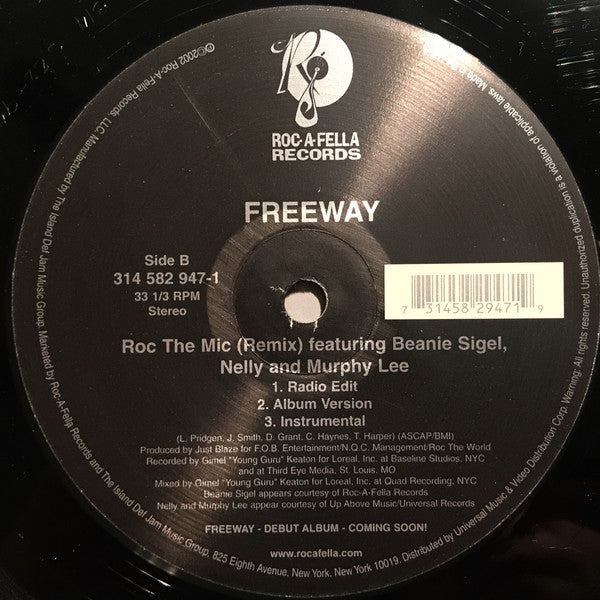 ROC-A-FELLA
RECORDS
FREEWAY
Side B
314 582 947-1
33 1/3 RPM
Stereo
7 31458 29471 9
Roc The Mic (Remix) featuring Beanie Sigel,
Nelly and Murphy Lee
1. Radio Edit
2. Album Version
3. Instrumental
(L. Pridgen, J. Smith, D. Grant, C. Haynes, T. Harper) (ASCAP/BMI)
Produced by Just Blaze for F.O.B. Entertainment/N.Q.C. Management/Roc The World
Recorded by Gimel "Young Guru" Keaton for Loreal, Inc. at Baseline Studios, NYC
and at Third Eye Media, St. Louis, MO
Mixed by Gimel "Young Guru" Keaton for Loreal, Inc. at Quad Recording, NYC
Beanie Sigel appears courtesy of Roc-A-Fella Records
Nelly and Murphy Lee appear courtesy of Up Above Music/Universal Records
FREEWAY - DEBUT ALBUM - COMING SOON!
www.rocafella.com
℗©2002 Roc-A-Fella Records, LLC. Manufactured by The Island Def Jam Music Group. Marketed by Roc-A-Fella Records and The Island Def Jam Music Group, 825 Eighth Avenue, New York, New York 10019. Distributed by Universal Music & Video Distribution Corp. Warning: All rights reserved. Unauthorized duplication is a violation of applicable laws. Made in